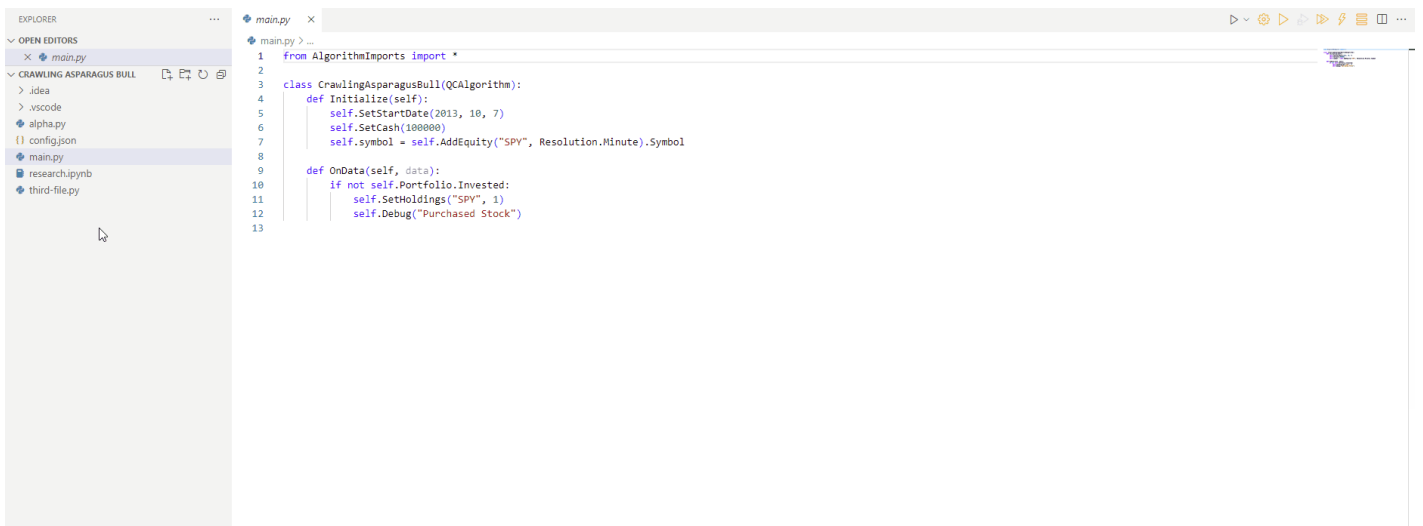 EXPLORER
OPEN EDITORS
main.py
CRAWLING ASPARAGUS BULL
.idea
.vscode
alpha.py
{} config.json
main.py
research.ipynb
third-file.py
main.py
main.py > ...
1 from AlgorithmImports import *
2
3 class CrawlingAsparagusBull(QCAlgorithm):
4 def Initialize(self):
5 self.SetStartDate(2013, 10, 7)
6 self.SetCash(100000)
7 self.symbol = self.AddEquity("SPY", Resolution.Minute).Symbol
8
9 def OnData(self, data):
10 if not self.Portfolio.Invested:
11 self.SetHoldings("SPY", 1)
12 self.Debug("Purchased Stock")
13